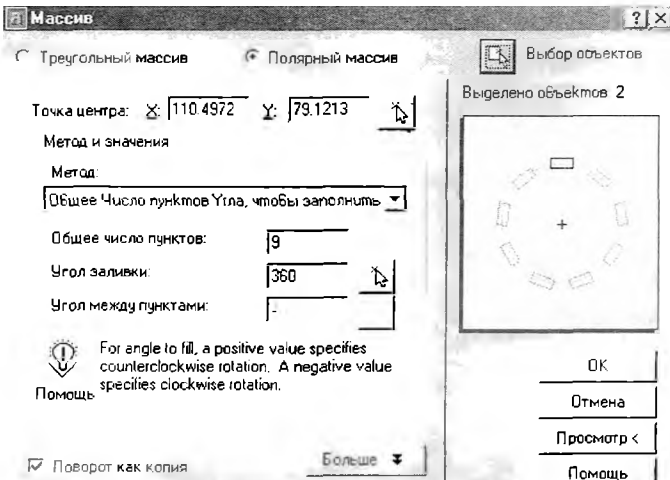 Массив
Треугольный массив
Полярный массив
Выбор объектов
Точка центра: X: 110.4972 Y: 79.1213
Выделено объектов 2
Метод и значения
Метод:
Общее Число пунктов Угла, чтобы заполнить
Общее число пунктов: 9
Угол заливки: 360
Угол между пунктами: -
For angle to fill, a positive value specifies
counterclockwise rotation. A negative value
specifies clockwise rotation.
Помощь
Поворот как копия
Больше
OK
Отмена
Просмотр <
Помощь